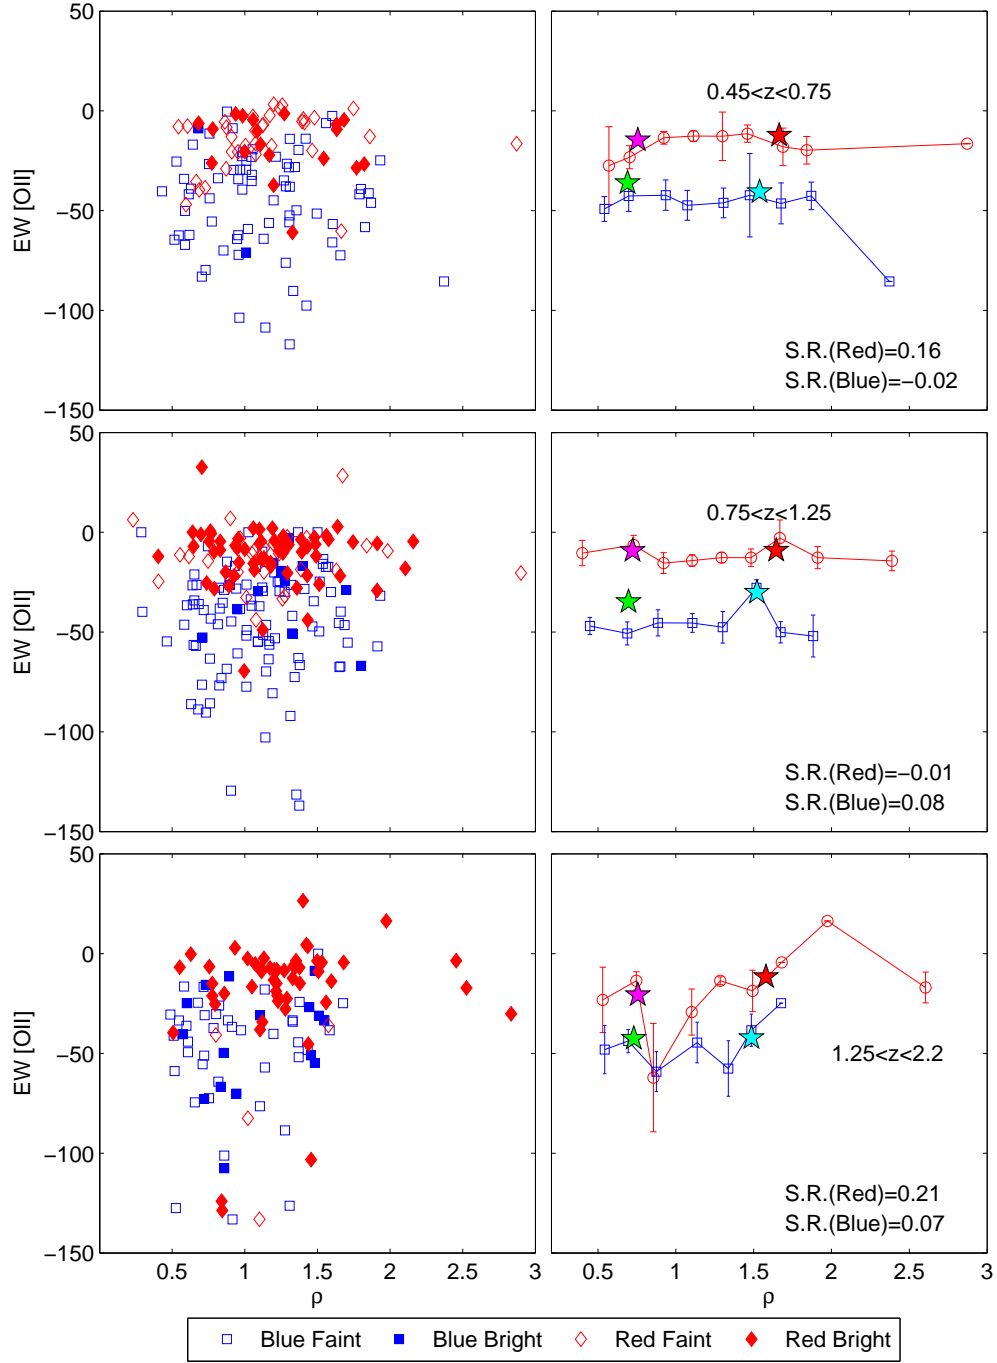 50
0
−50
−100
−150
EW [OII]
0.45<z<0.75
S.R.(Red)=0.16
S.R.(Blue)=−0.02
50
0
−50
−100
−150
EW [OII]
0.75<z<1.25
S.R.(Red)=−0.01
S.R.(Blue)=0.08
50
0
−50
−100
−150
EW [OII]
1.25<z<2.2
S.R.(Red)=0.21
S.R.(Blue)=0.07
0.5 1 1.5 2 2.5 3
0.5 1 1.5 2 2.5 3
ρ ρ
Blue Faint Blue Bright Red Faint Red Bright